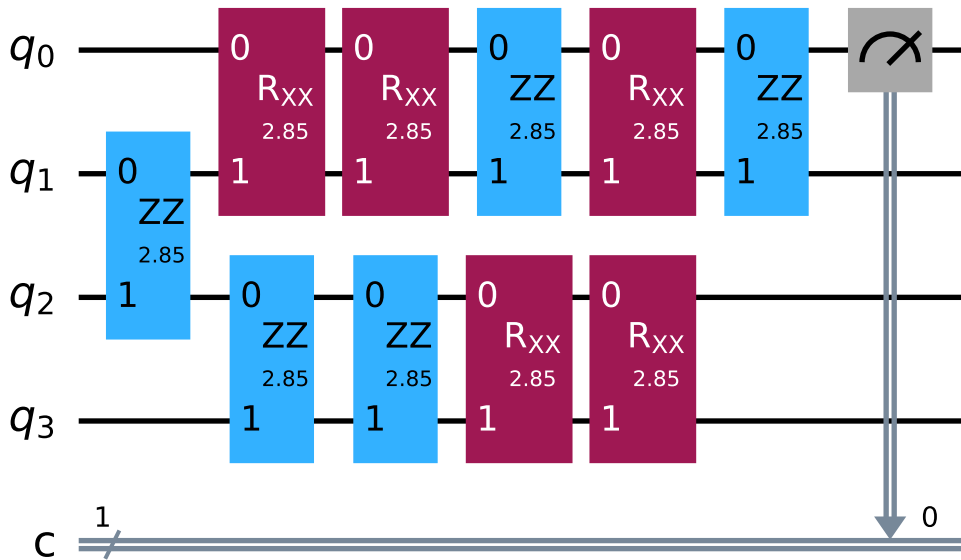 q0 0 0 0 0 0
RXX RXX ZZ RXX ZZ
2.85 2.85 2.85 2.85 2.85
q1 0 1 1 1 1 1
ZZ
2.85
q2 1 0 0 0 0
ZZ ZZ RXX RXX
2.85 2.85 2.85 2.85
q3 1 1 1 1
1 0
c